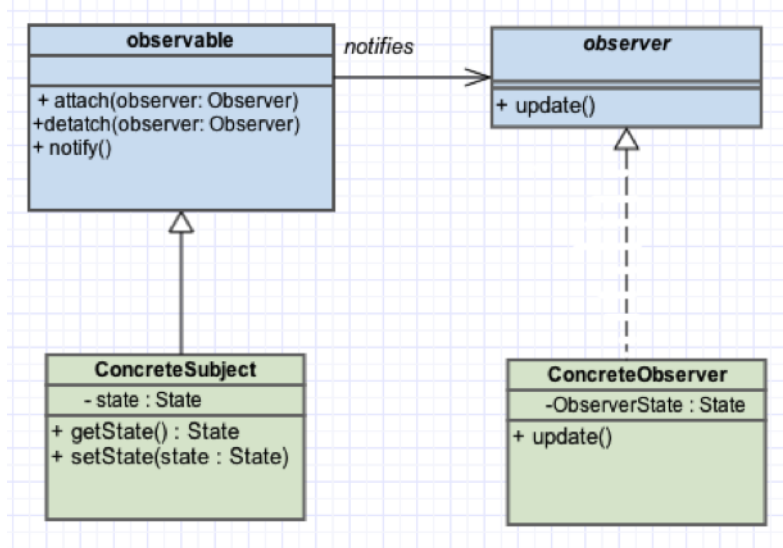 observable
+ attach(observer: Observer)
+detatch(observer: Observer)
+ notify()
notifies
observer
+ update()
ConcreteSubject
- state : State
+ getState() : State
+ setState(state : State)
ConcreteObserver
-ObserverState : State
+ update()